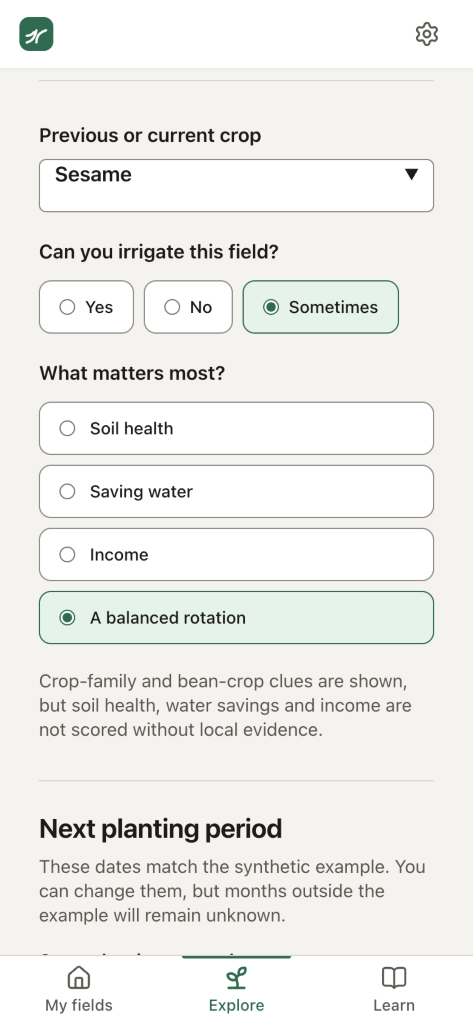 Previous or current crop
Sesame
Can you irrigate this field?
Yes
No
Sometimes
What matters most?
Soil health
Saving water
Income
A balanced rotation
Crop-family and bean-crop clues are shown,
but soil health, water savings and income are
not scored without local evidence.
Next planting period
These dates match the synthetic example. You
can change them, but months outside the
example will remain unknown.
My fields
Explore
Learn